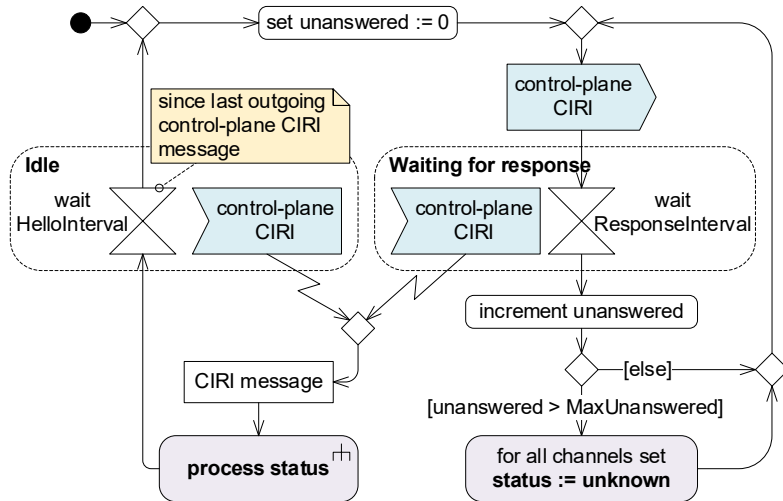 set unanswered := 0
since last outgoing
control-plane CIRI
message
control-plane
CIRI
Idle
wait
HelloInterval
control-plane
CIRI
Waiting for response
control-plane
CIRI
wait
ResponseInterval
increment unanswered
CIRI message
[else]
[unanswered > MaxUnanswered]
process status
for all channels set
status := unknown